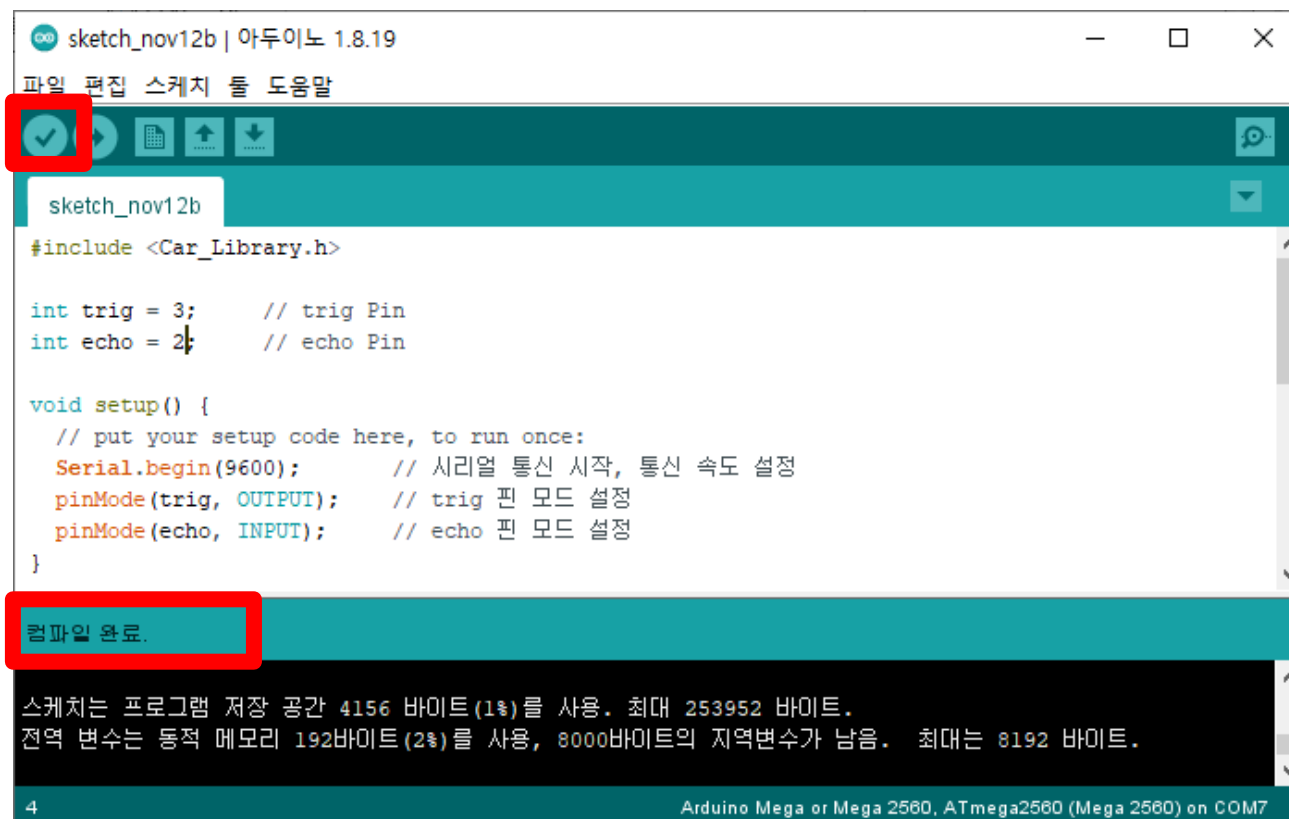 sketch_nov12b | 아두이노 1.8.19
파일 편집 스케치 툴 도움말
sketch_nov12b
#include <Car_Library.h>
int trig = 3;     // trig Pin
int echo = 2;     // echo Pin
void setup() {
  // put your setup code here, to run once:
  Serial.begin(9600);       // 시리얼 통신 시작, 통신 속도 설정
  pinMode(trig, OUTPUT);    // trig 핀 모드 설정
  pinMode(echo, INPUT);     // echo 핀 모드 설정
}
컴파일 완료.
스케치는 프로그램 저장 공간 4156 바이트(1%)를 사용. 최대 253952 바이트.
전역 변수는 동적 메모리 192바이트(2%)를 사용, 8000바이트의 지역변수가 남음.  최대는 8192 바이트.
4 Arduino Mega or Mega 2560, ATmega2560 (Mega 2560) on COM7